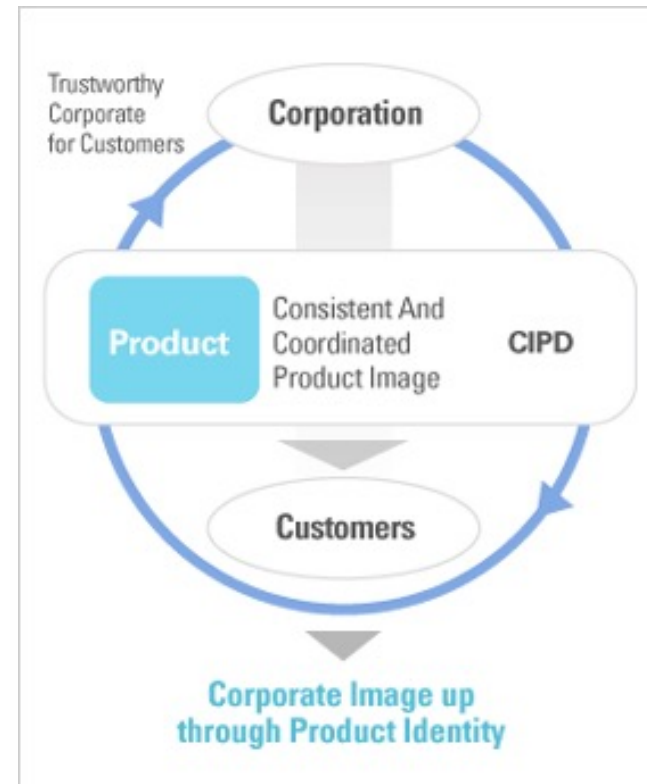 Trustworthy
Corporate
for Customers
Corporation
Product
Consistent And
Coordinated
Product Image
CIPD
Customers
Corporate Image up
through Product Identity